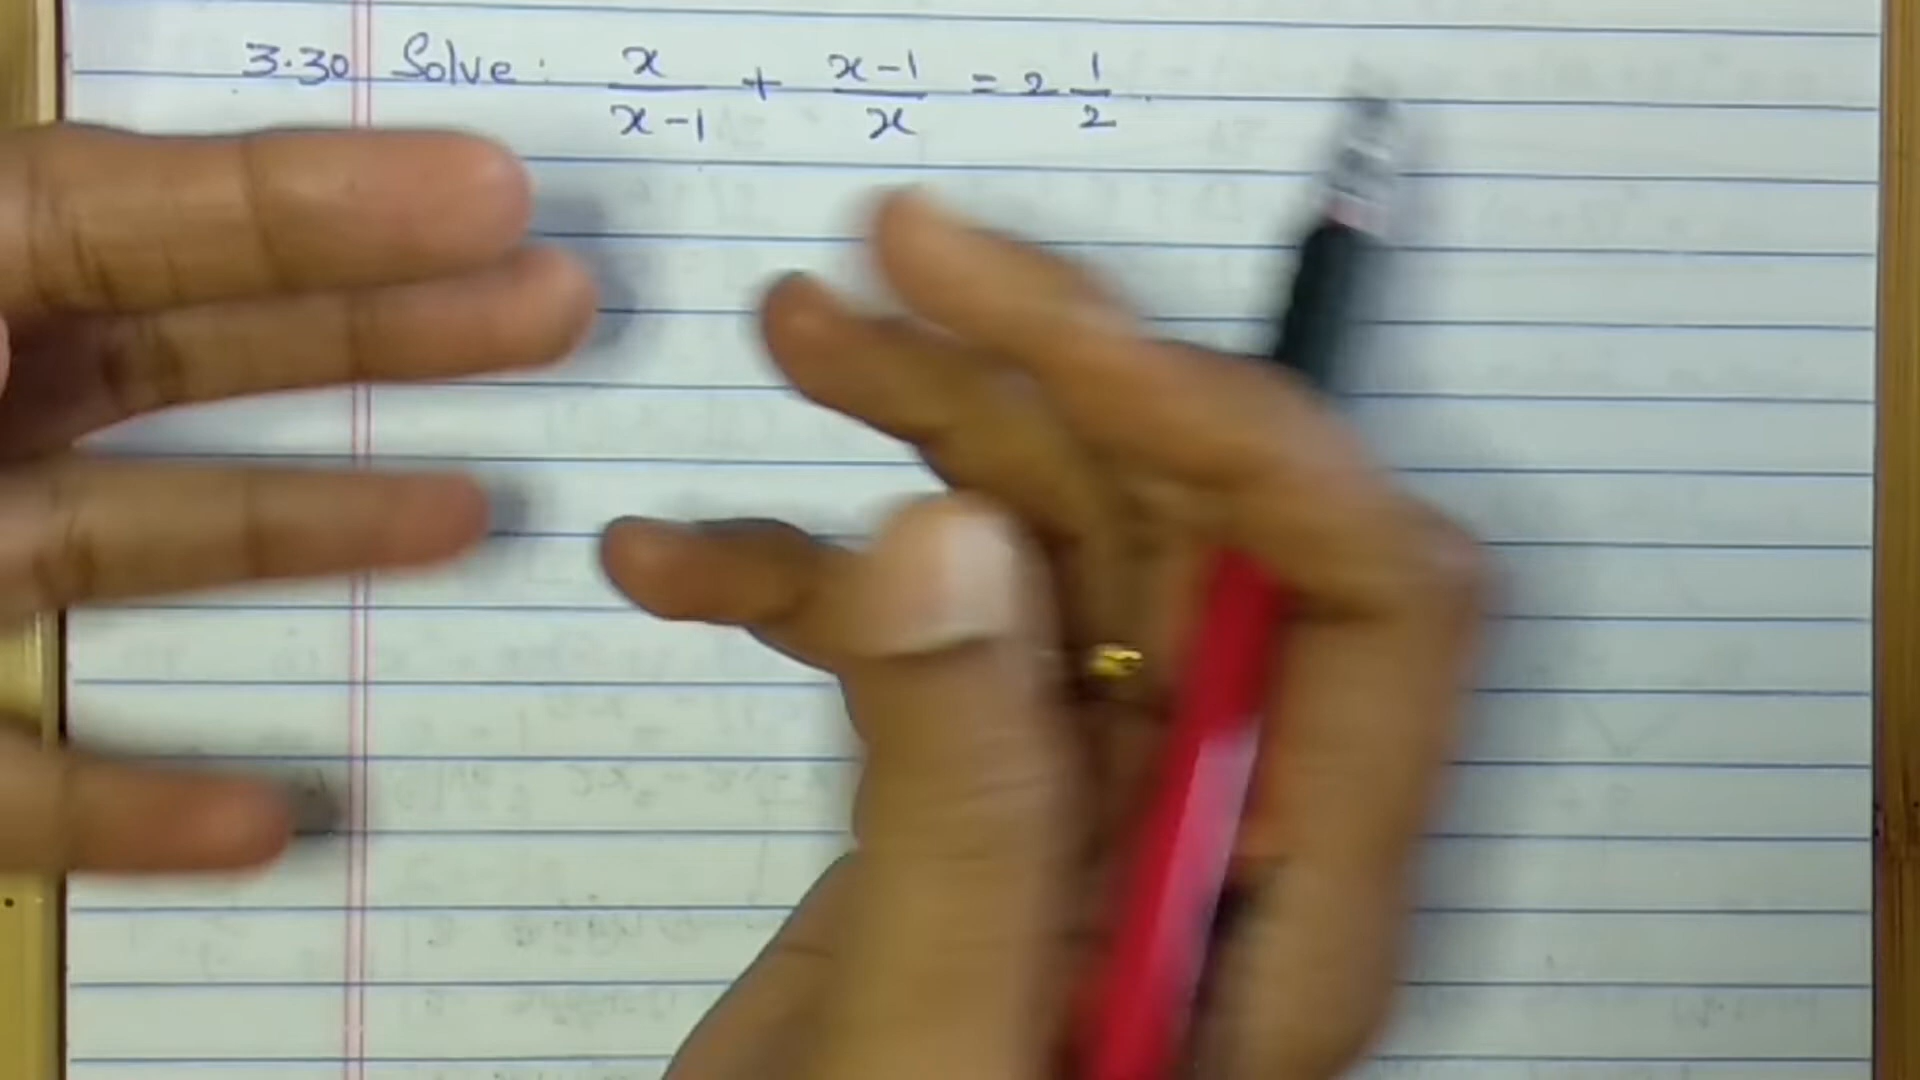 3.30 Solve: x/(x-1) + (x-1)/x = 2 1/2.